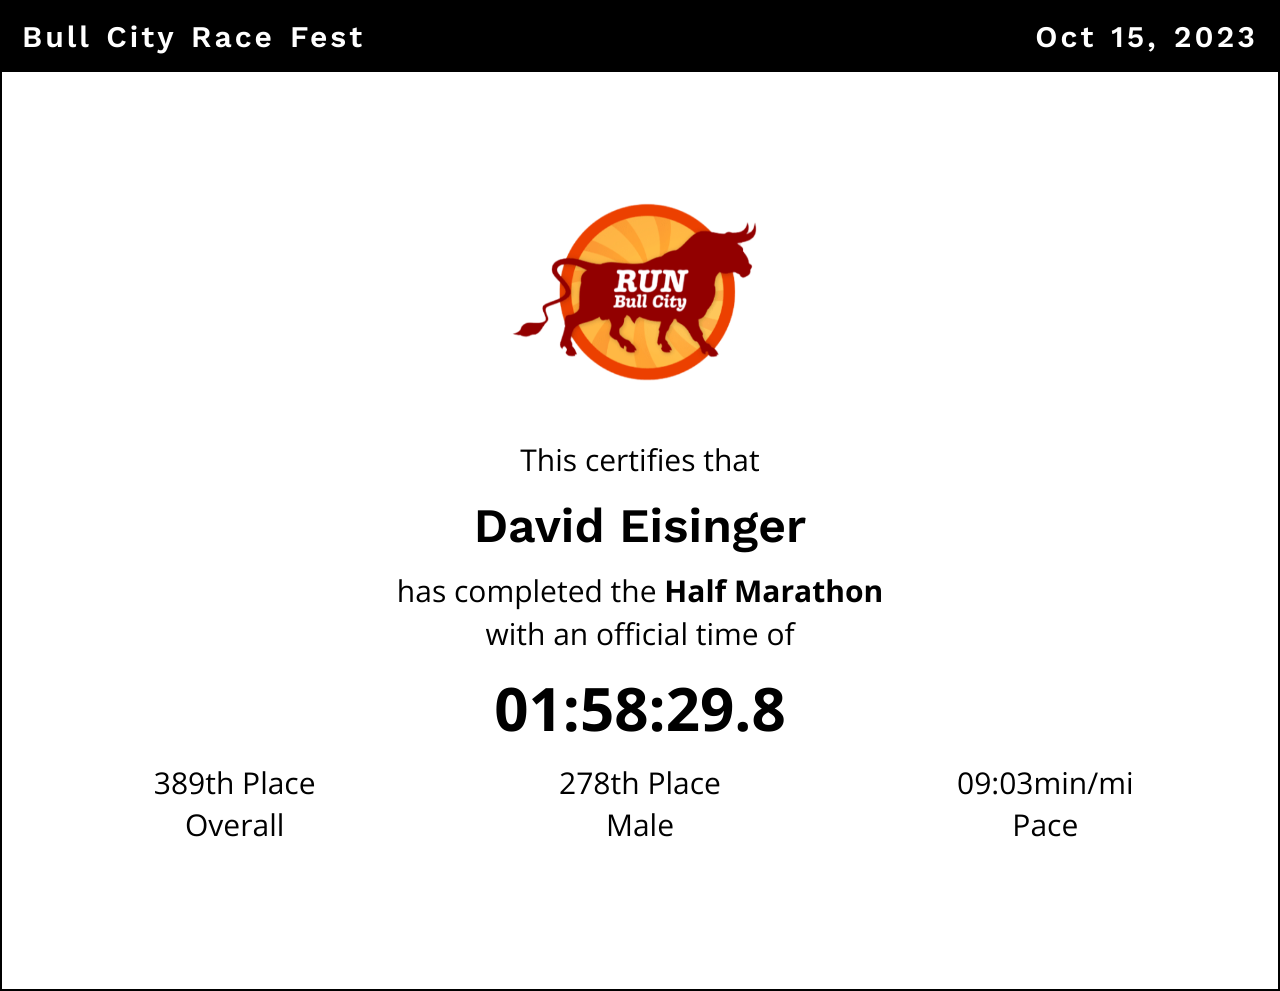 Bull City Race Fest
Oct 15, 2023
RUN
Bull City
This certifies that
David Eisinger
has completed the Half Marathon
with an official time of
01:58:29.8
389th Place
Overall
278th Place
Male
09:03min/mi
Pace